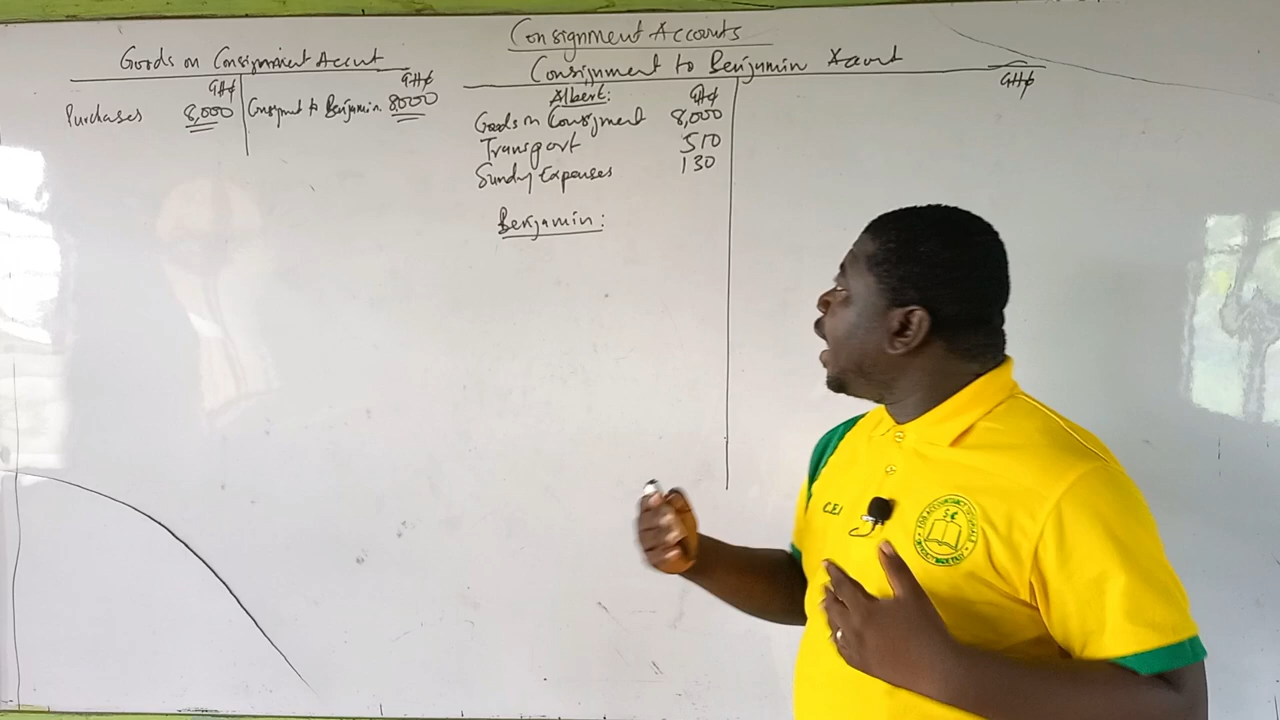 Consignment Accounts
Goods on Consignment Account
GH¢ GH¢
Purchases 8,000 Consignment to Benjamin 8000
Consignment to Benjamin Account
GH¢ GH¢
Albert:
Goods on Consignment 8,000
Transport 510
Sundry Expenses 130
Benjamin:
C.E.I